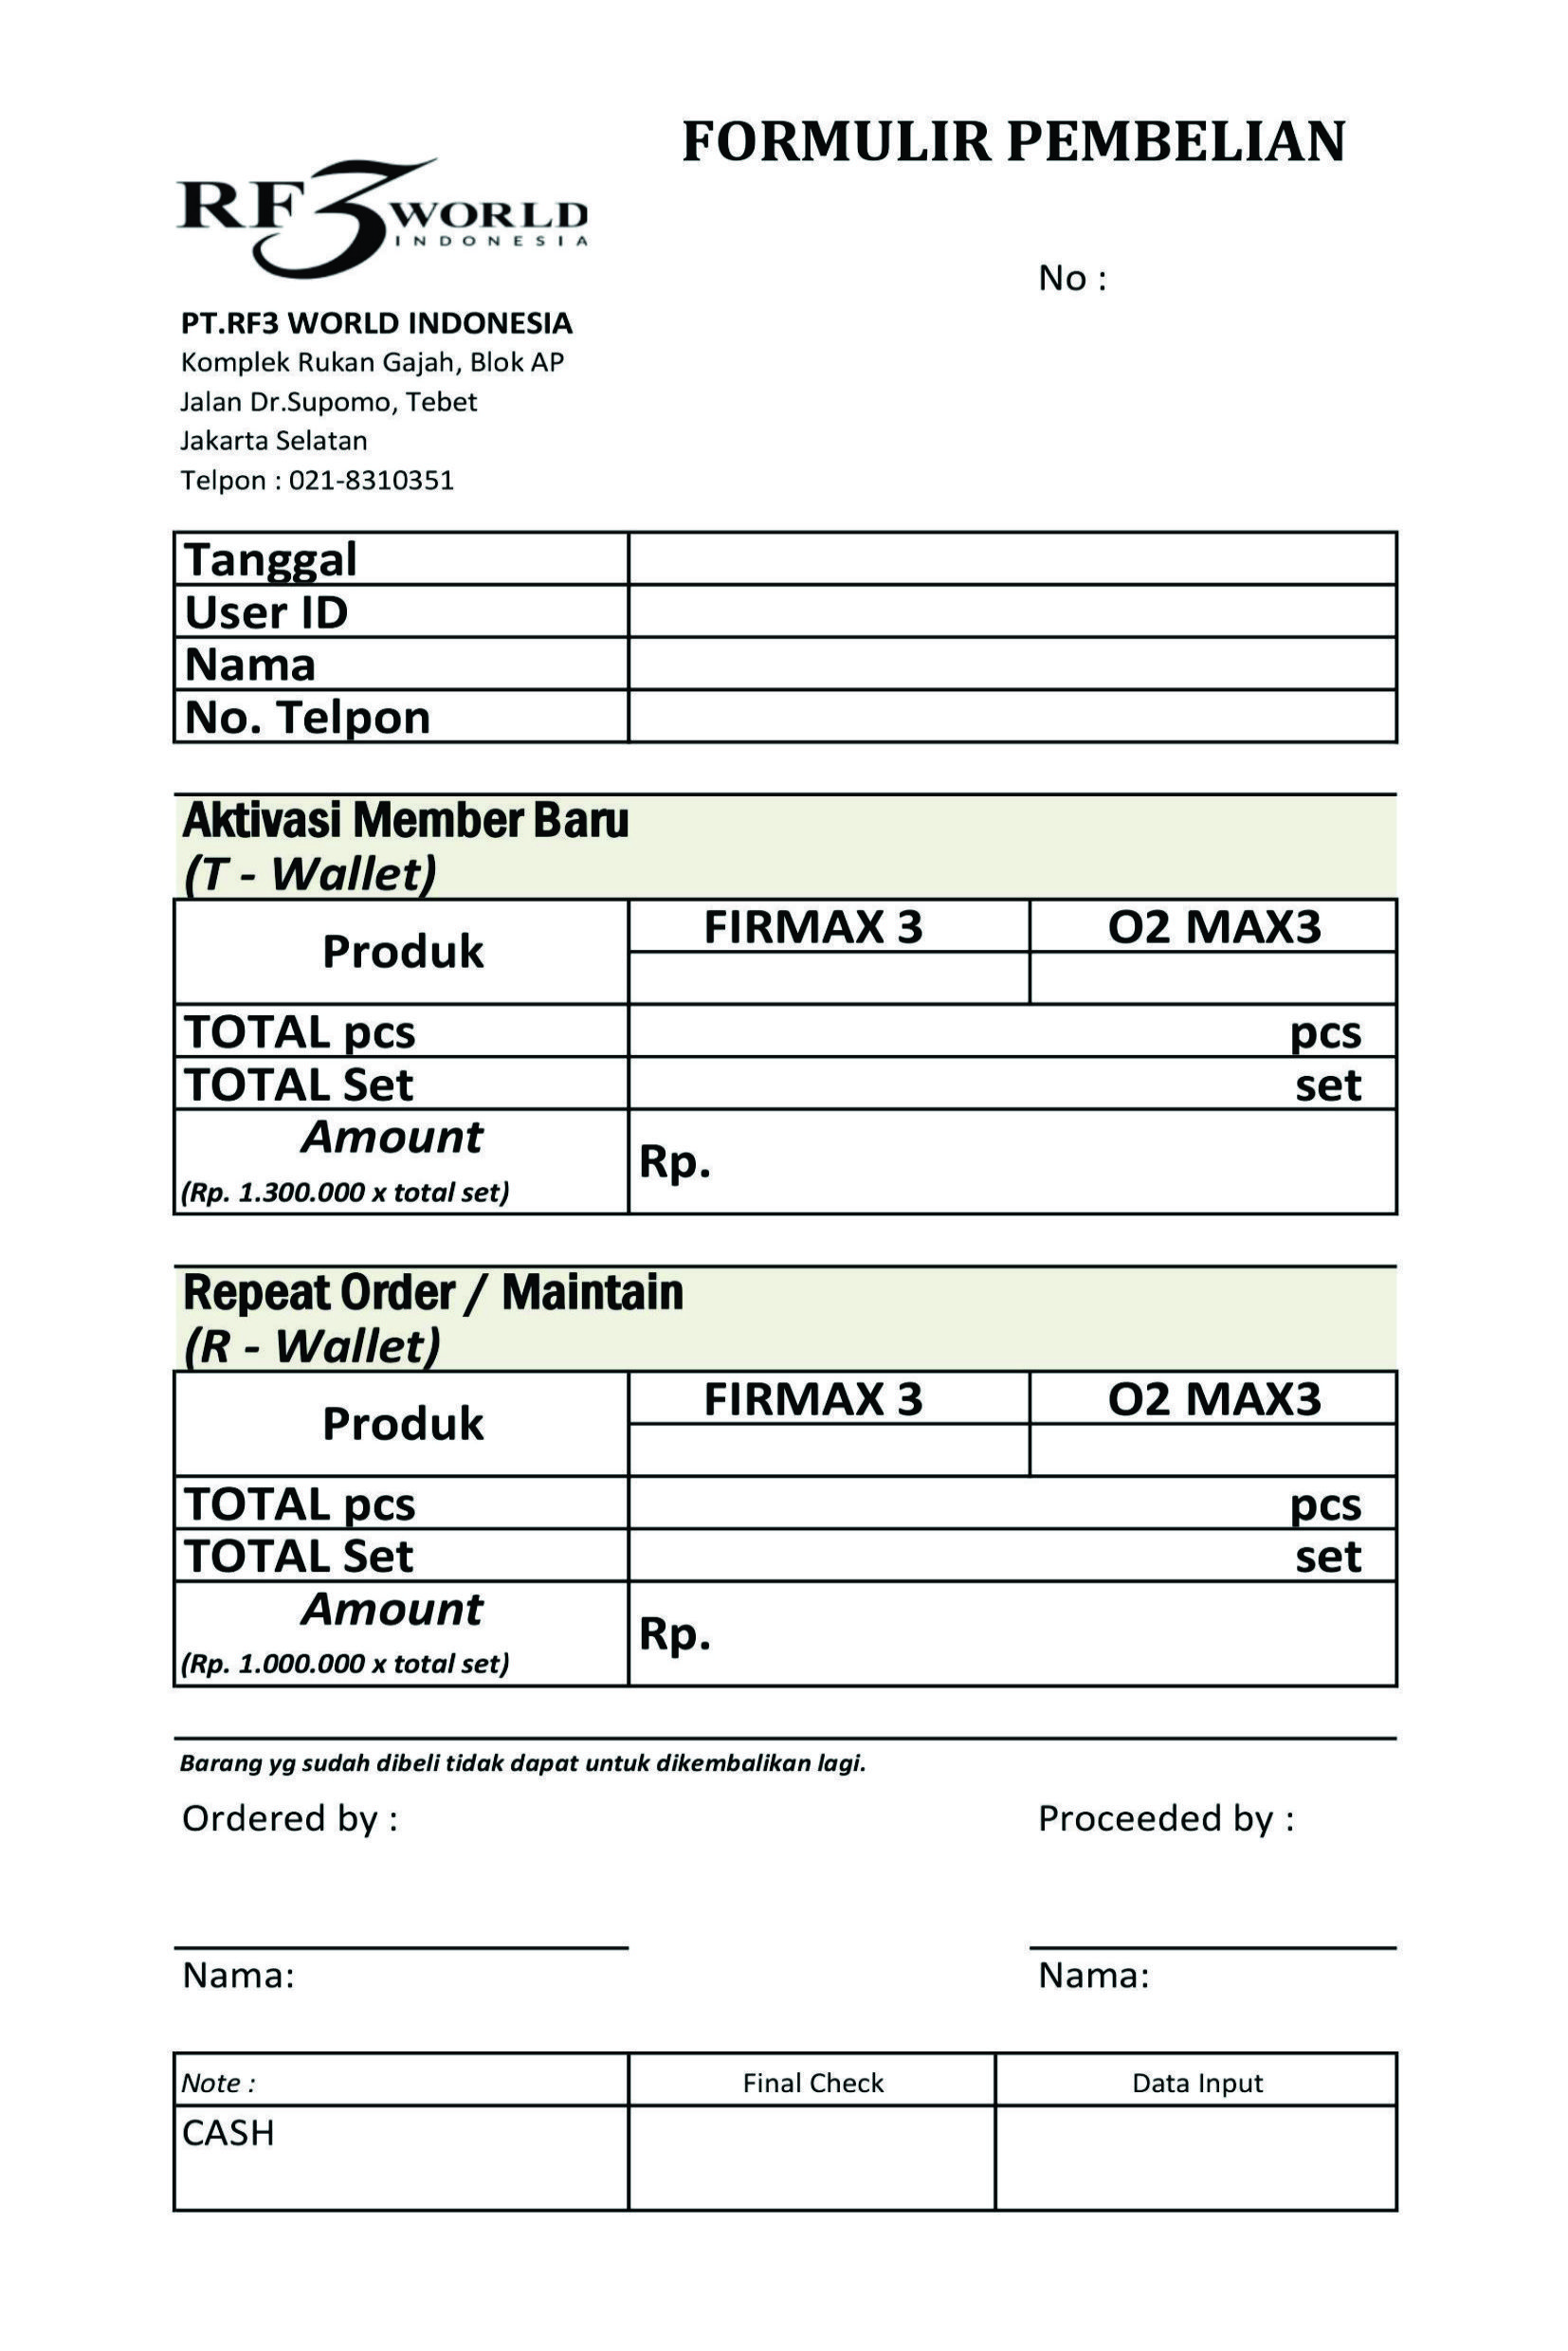 FORMULIR PEMBELIAN
RF3 WORLD
INDONESIA
No :
PT.RF3 WORLD INDONESIA
Komplek Rukan Gajah, Blok AP
Jalan Dr.Supomo, Tebet
Jakarta Selatan
Telpon : 021-8310351
Tanggal
User ID
Nama
No. Telpon
Aktivasi Member Baru
(T - Wallet)
Produk FIRMAX 3 O2 MAX3
TOTAL pcs pcs
TOTAL Set set
Amount
Rp.
(Rp. 1.300.000 x total set)
Repeat Order / Maintain
(R - Wallet)
Produk FIRMAX 3 O2 MAX3
TOTAL pcs pcs
TOTAL Set set
Amount
Rp.
(Rp. 1.000.000 x total set)
Barang yg sudah dibeli tidak dapat untuk dikembalikan lagi.
Ordered by : Proceeded by :
Nama: Nama:
Note : Final Check Data Input
CASH